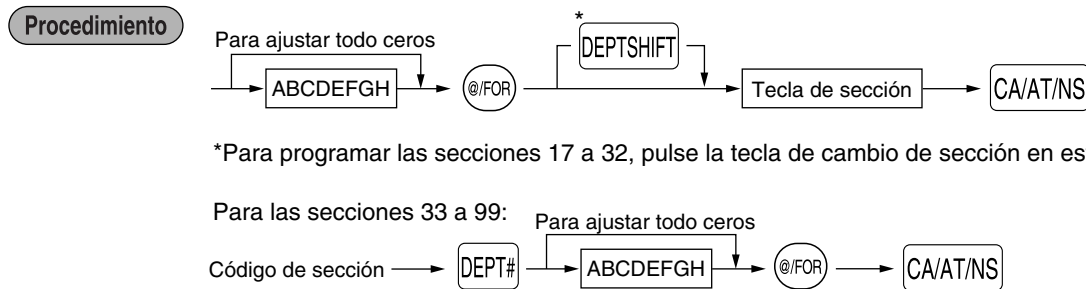 Procedimiento
Para ajustar todo ceros
*
DEPTSHIFT
ABCDEFGH
@/FOR
Tecla de sección
CA/AT/NS
*Para programar las secciones 17 a 32, pulse la tecla de cambio de sección en es
Para las secciones 33 a 99:
Para ajustar todo ceros
Código de sección
DEPT#
ABCDEFGH
@/FOR
CA/AT/NS